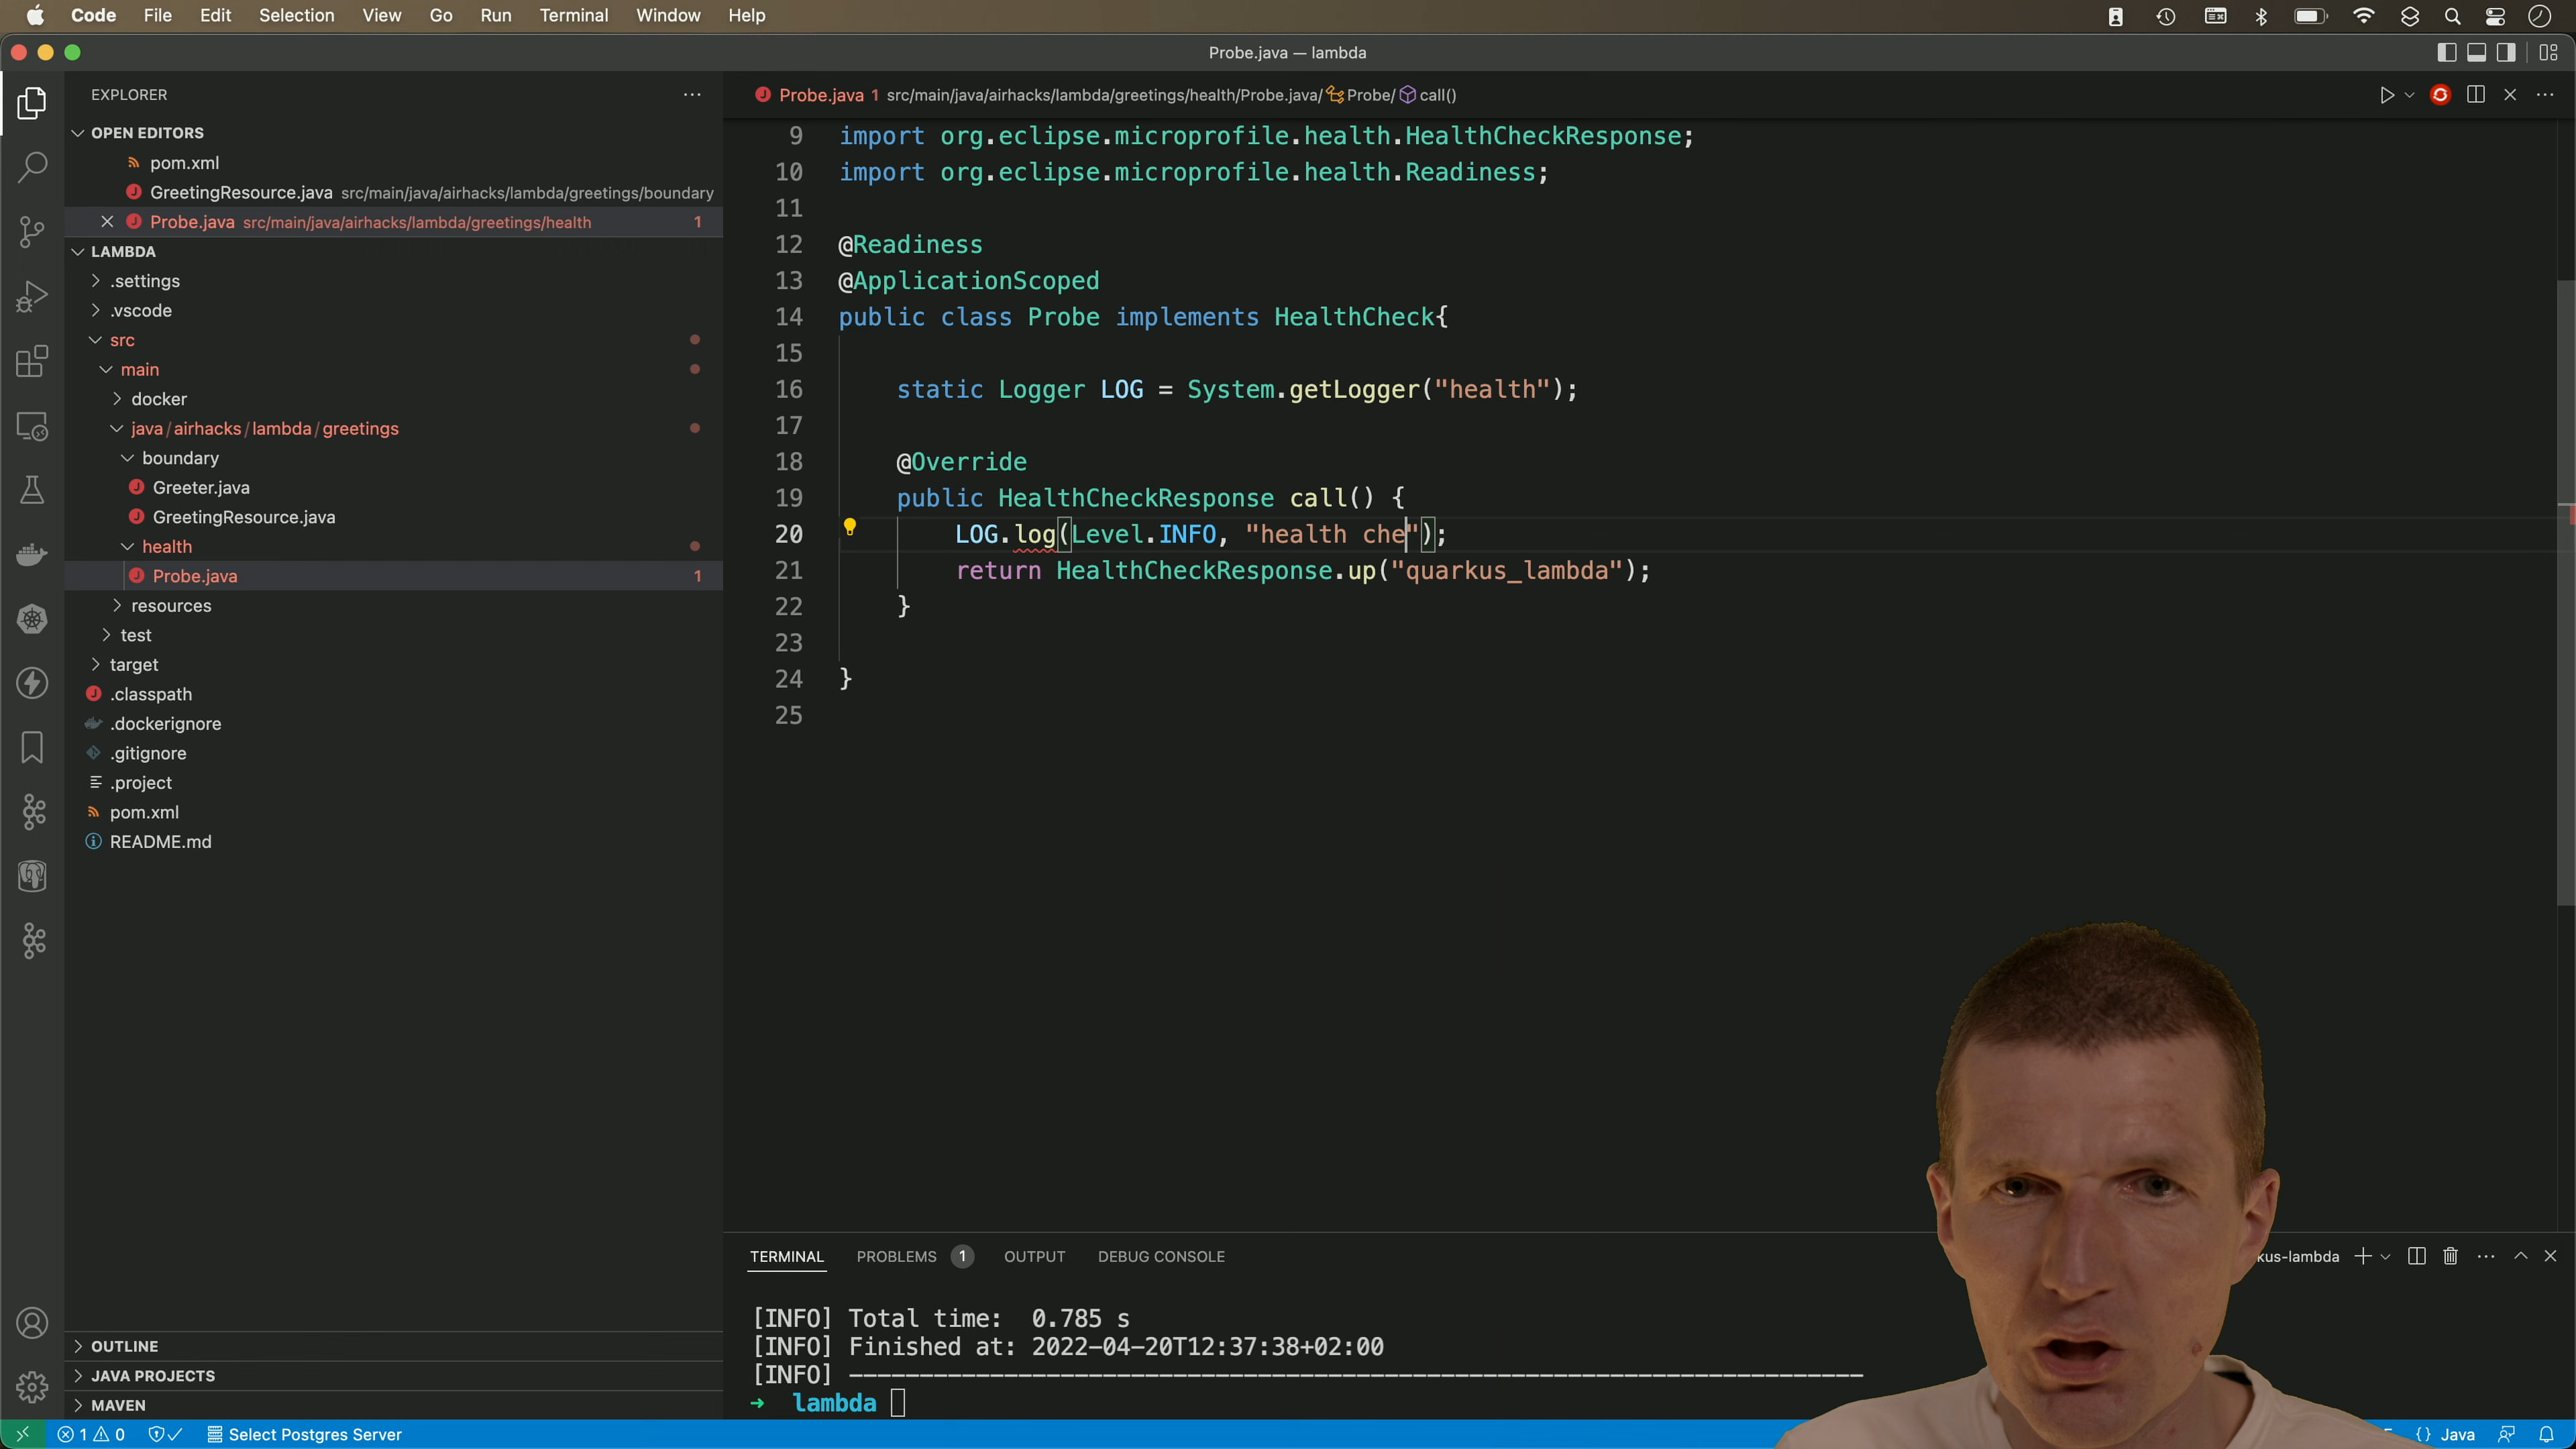 Code File Edit Selection View Go Run Terminal Window Help
Probe.java — lambda
EXPLORER
OPEN EDITORS
pom.xml
GreetingResource.java src/main/java/airhacks/lambda/greetings/boundary
Probe.java src/main/java/airhacks/lambda/greetings/health 1
LAMBDA
.settings
.vscode
src
main
docker
java/airhacks/lambda/greetings
boundary
Greeter.java
GreetingResource.java
health
Probe.java 1
resources
test
target
.classpath
.dockerignore
.gitignore
.project
pom.xml
README.md
OUTLINE
JAVA PROJECTS
MAVEN
Probe.java 1 src/main/java/airhacks/lambda/greetings/health/Probe.java/ Probe/ call()
9 import org.eclipse.microprofile.health.HealthCheckResponse;
10 import org.eclipse.microprofile.health.Readiness;
11
12 @Readiness
13 @ApplicationScoped
14 public class Probe implements HealthCheck{
15
16 static Logger LOG = System.getLogger("health");
17
18 @Override
19 public HealthCheckResponse call() {
20 LOG.log(Level.INFO, "health che");
21 return HealthCheckResponse.up("quarkus_lambda");
22 }
23
24 }
25
TERMINAL PROBLEMS 1 OUTPUT DEBUG CONSOLE kus-lambda
[INFO] Total time: 0.785 s
[INFO] Finished at: 2022-04-20T12:37:38+02:00
[INFO] ------------------------------------------------------------------------
→ lambda
1 0 Select Postgres Server {} Java